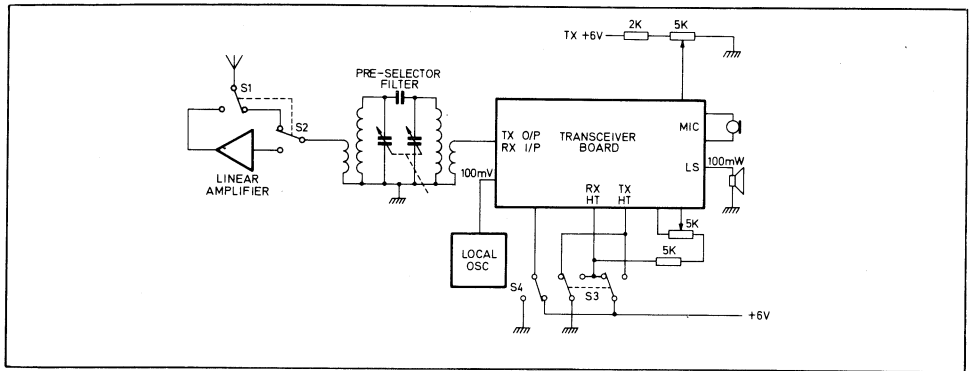 TX +6V
2K
5K
S1
S2
PRE-SELECTOR
FILTER
LINEAR
AMPLIFIER
100mV
TX O/P
RX I/P
TRANSCEIVER
BOARD
MIC
LS
100mW
RX
HT
TX
HT
LOCAL
OSC
5K
5K
S4
S3
+6V